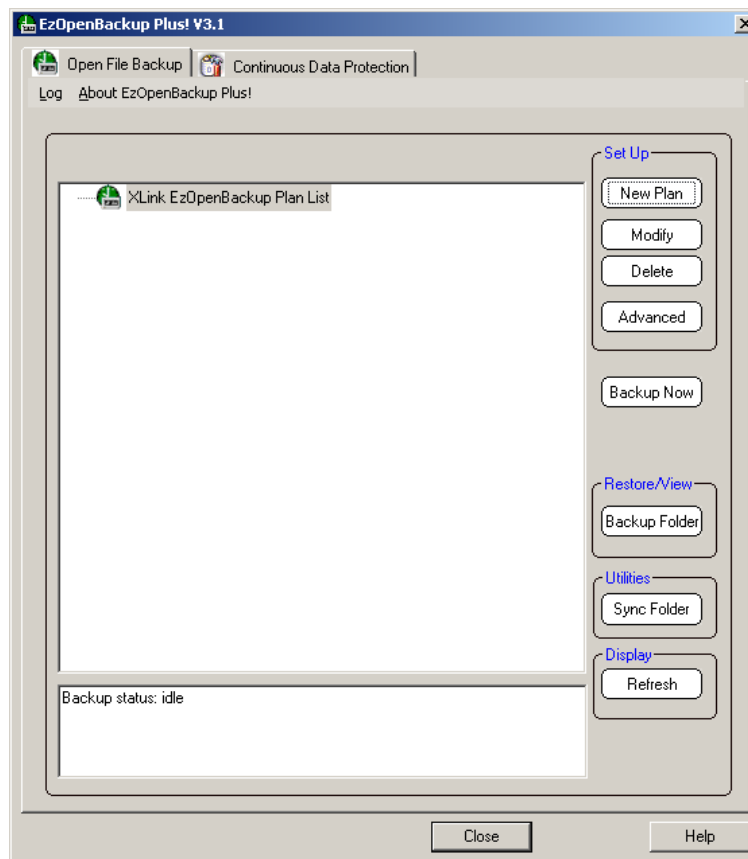 EzOpenBackup Plus! V3.1
Open File Backup
Continuous Data Protection
Log About EzOpenBackup Plus!
XLink EzOpenBackup Plan List
Set Up
New Plan
Modify
Delete
Advanced
Backup Now
Restore/View
Backup Folder
Utilities
Sync Folder
Display
Refresh
Backup status: idle
Close
Help